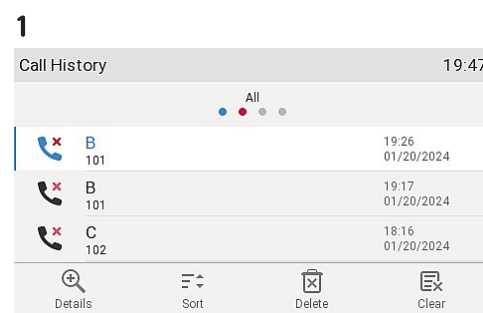 1
Call History 19:47
All
B 19:26
101 01/20/2024
B 19:17
101 01/20/2024
C 18:16
102 01/20/2024
Details Sort Delete Clear